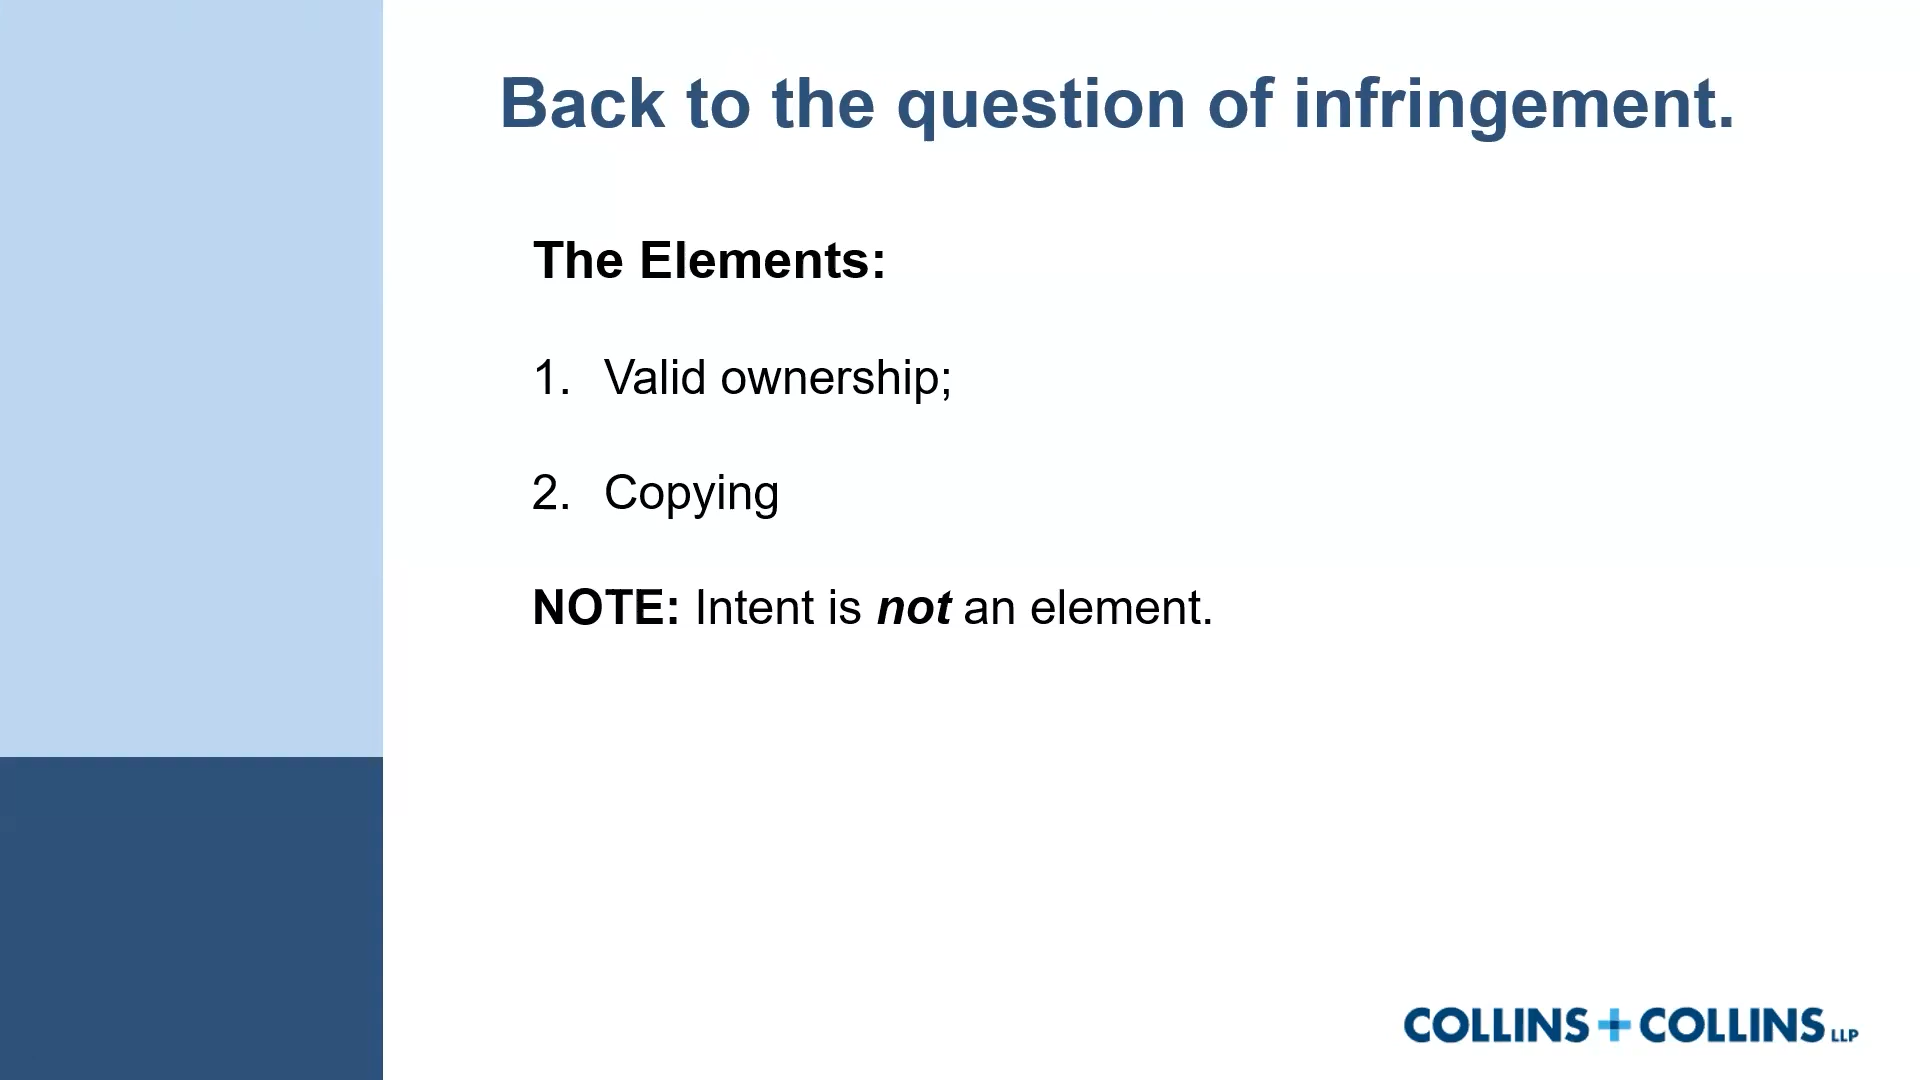 Back to the question of infringement.
The Elements:
1. Valid ownership;
2. Copying
NOTE: Intent is not an element.
COLLINS + COLLINS LLP